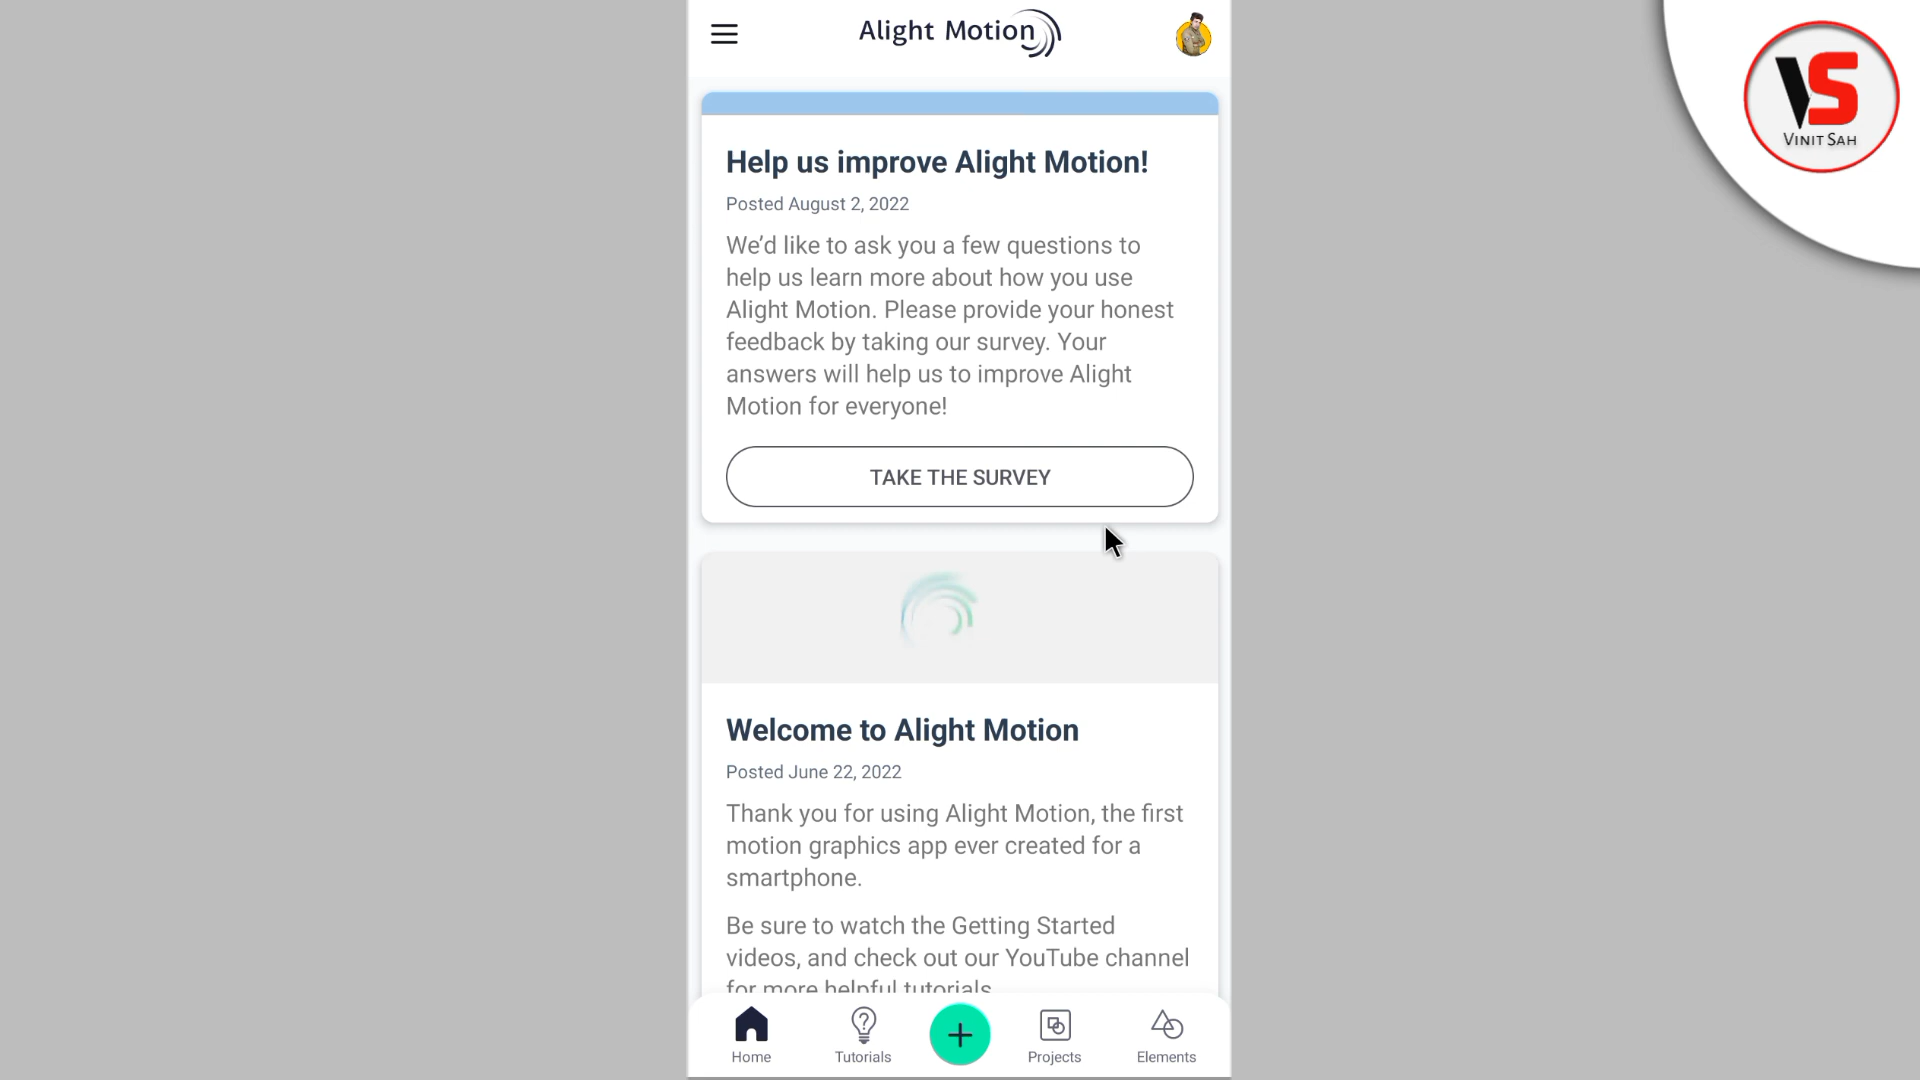 Alight Motion
VS
VINIT SAH
Help us improve Alight Motion!
Posted August 2, 2022
We’d like to ask you a few questions to
help us learn more about how you use
Alight Motion. Please provide your honest
feedback by taking our survey. Your
answers will help us to improve Alight
Motion for everyone!
TAKE THE SURVEY
Welcome to Alight Motion
Posted June 22, 2022
Thank you for using Alight Motion, the first
motion graphics app ever created for a
smartphone.
Be sure to watch the Getting Started
videos, and check out our YouTube channel
for more helpful tutorials
Home
Tutorials
Projects
Elements